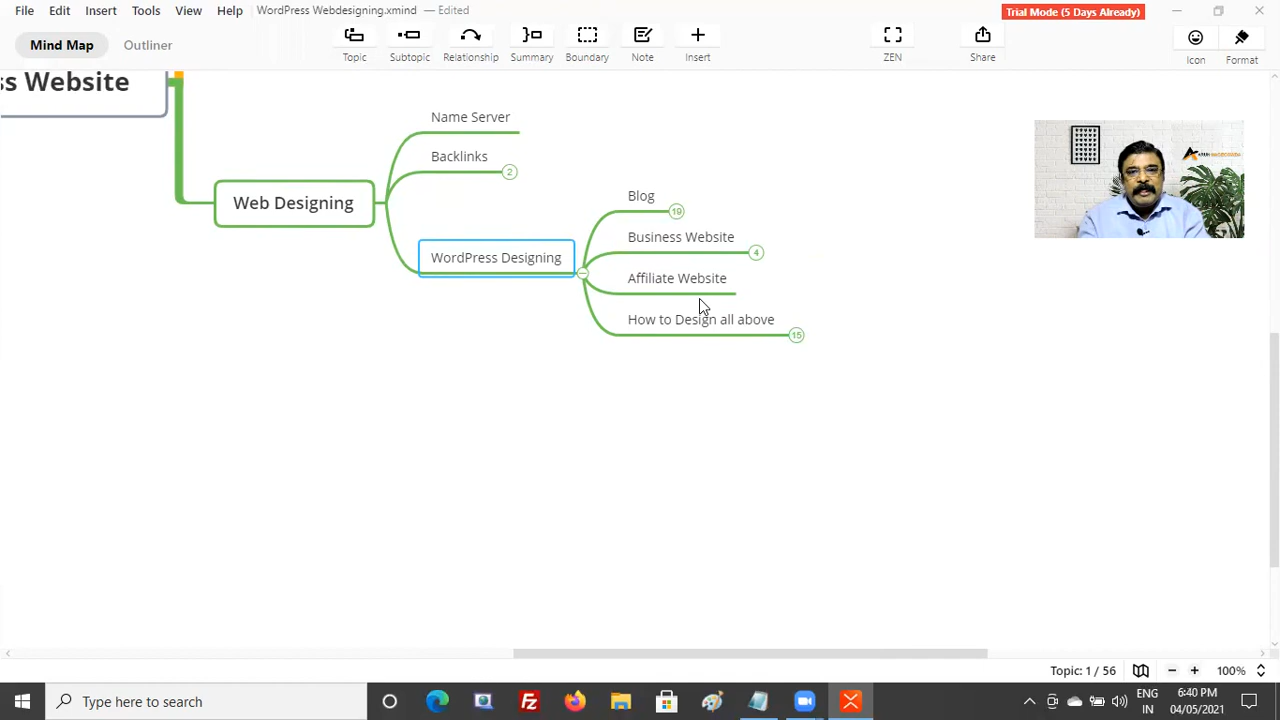 File Edit Insert Tools View Help WordPress Webdesigning.xmind — Edited Trial Mode (5 Days Already)
Mind Map Outliner
Topic Subtopic Relationship Summary Boundary Note Insert ZEN Share Icon Format
ss Website
Name Server
Backlinks
2
Web Designing
WordPress Designing
Blog
19
Business Website
4
Affiliate Website
How to Design all above
15
Topic: 1 / 56
100%
Type here to search
ENG
IN
6:40 PM
04/05/2021